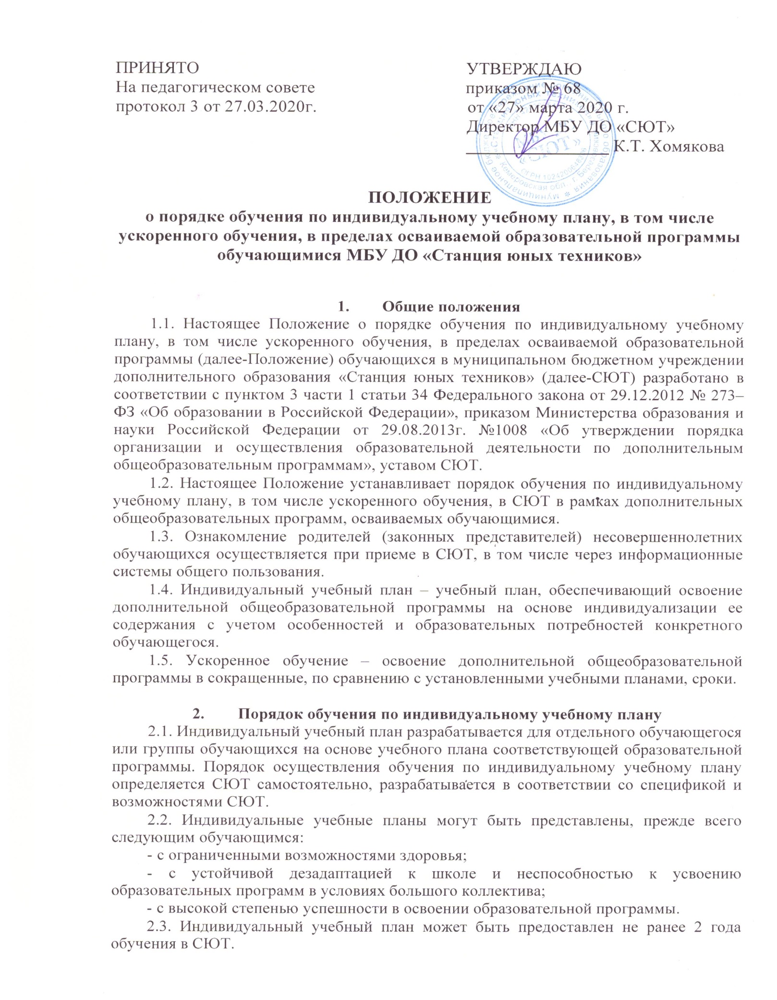 ПРИНЯТО
На педагогическом совете
протокол 3 от 27.03.2020г.
УТВЕРЖДАЮ
приказом № 68
от «27» марта 2020 г.
Директор МБУ ДО «СЮТ»
К.Т. Хомякова
«СЮТ»
ОГРН 1024200648306
Кемеровская обл., г. Березовский
ПОЛОЖЕНИЕ
о порядке обучения по индивидуальному учебному плану, в том числе
ускоренного обучения, в пределах осваиваемой образовательной программы
обучающимися МБУ ДО «Станция юных техников»
1. Общие положения
1.1. Настоящее Положение о порядке обучения по индивидуальному учебному
плану, в том числе ускоренного обучения, в пределах осваиваемой образовательной
программы (далее-Положение) обучающихся в муниципальном бюджетном учреждении
дополнительного образования «Станция юных техников» (далее-СЮТ) разработано в
соответствии с пунктом 3 части 1 статьи 34 Федерального закона от 29.12.2012 № 273–
ФЗ «Об образовании в Российской Федерации», приказом Министерства образования и
науки Российской Федерации от 29.08.2013г. №1008 «Об утверждении порядка
организации и осуществления образовательной деятельности по дополнительным
общеобразовательным программам», уставом СЮТ.
1.2. Настоящее Положение устанавливает порядок обучения по индивидуальному
учебному плану, в том числе ускоренного обучения, в СЮТ в рамках дополнительных
общеобразовательных программ, осваиваемых обучающимися.
1.3. Ознакомление родителей (законных представителей) несовершеннолетних
обучающихся осуществляется при приеме в СЮТ, в том числе через информационные
системы общего пользования.
1.4. Индивидуальный учебный план – учебный план, обеспечивающий освоение
дополнительной общеобразовательной программы на основе индивидуализации ее
содержания с учетом особенностей и образовательных потребностей конкретного
обучающегося.
1.5. Ускоренное обучение – освоение дополнительной общеобразовательной
программы в сокращенные, по сравнению с установленными учебными планами, сроки.
2. Порядок обучения по индивидуальному учебному плану
2.1. Индивидуальный учебный план разрабатывается для отдельного обучающегося
или группы обучающихся на основе учебного плана соответствующей образовательной
программы. Порядок осуществления обучения по индивидуальному учебному плану
определяется СЮТ самостоятельно, разрабатывается в соответствии со спецификой и
возможностями СЮТ.
2.2. Индивидуальные учебные планы могут быть представлены, прежде всего
следующим обучающимся:
- с ограниченными возможностями здоровья;
- с устойчивой дезадаптацией к школе и неспособностью к усвоению
образовательных программ в условиях большого коллектива;
- с высокой степенью успешности в освоении образовательной программы.
2.3. Индивидуальный учебный план может быть предоставлен не ранее 2 года
обучения в СЮТ.